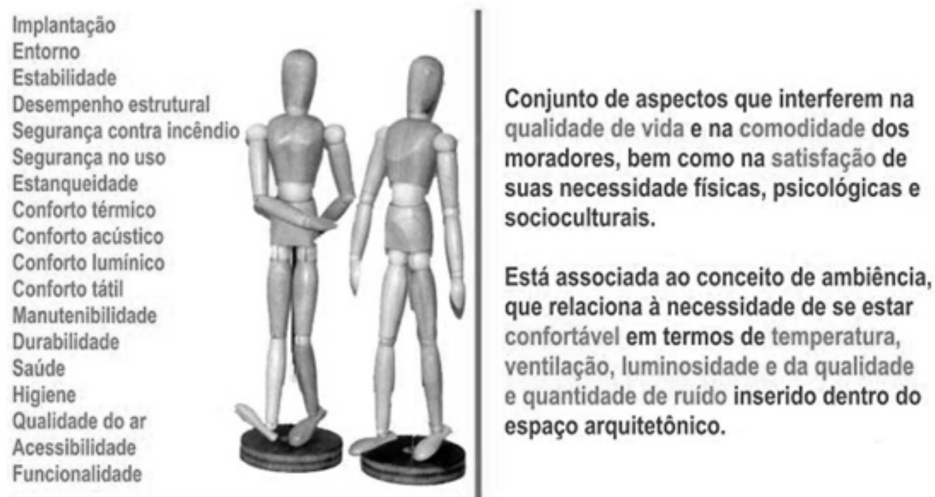 Implantação
Entorno
Estabilidade
Desempenho estrutural
Segurança contra incêndio
Segurança no uso
Estanqueidade
Conforto térmico
Conforto acústico
Conforto lumínico
Conforto tátil
Manutenibilidade
Durabilidade
Saúde
Higiene
Qualidade do ar
Acessibilidade
Funcionalidade
Conjunto de aspectos que interferem na
qualidade de vida e na comodidade dos
moradores, bem como na satisfação de
suas necessidade físicas, psicológicas e
socioculturais.
Está associada ao conceito de ambiência,
que relaciona à necessidade de se estar
confortável em termos de temperatura,
ventilação, luminosidade e da qualidade
e quantidade de ruído inserido dentro do
espaço arquitetônico.